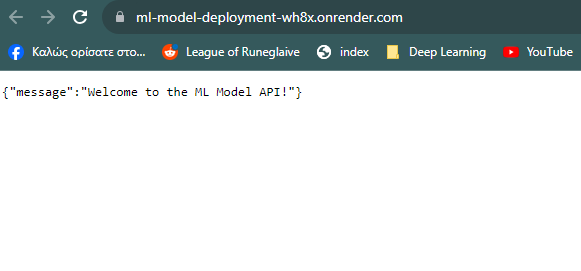 ml-model-deployment-wh8x.onrender.com
Καλώς ορίσατε στο... League of Runeglaive index Deep Learning YouTube
{"message":"Welcome to the ML Model API!"}